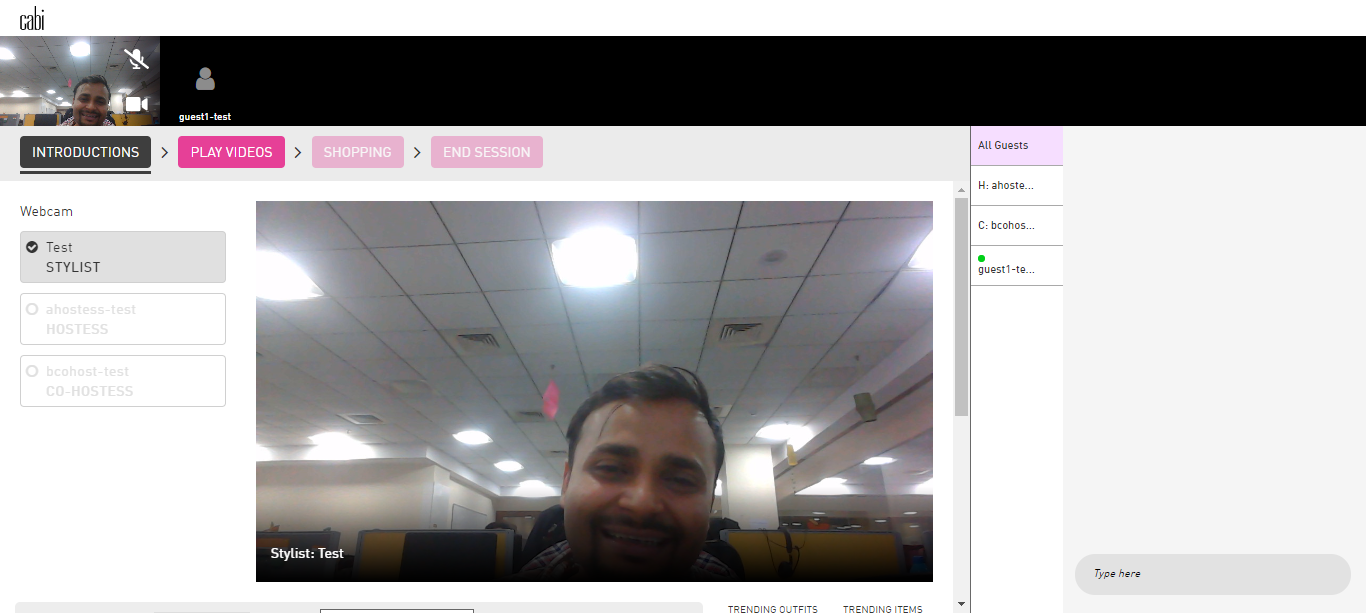 cabi
guest1-test
INTRODUCTIONS
PLAY VIDEOS
SHOPPING
END SESSION
All Guests
H: ahoste...
C: bcohos...
guest1-te...
Webcam
Test
STYLIST
ahostess-test
HOSTESS
bcohost-test
CO-HOSTESS
Stylist: Test
Type here
TRENDING OUTFITS
TRENDING ITEMS